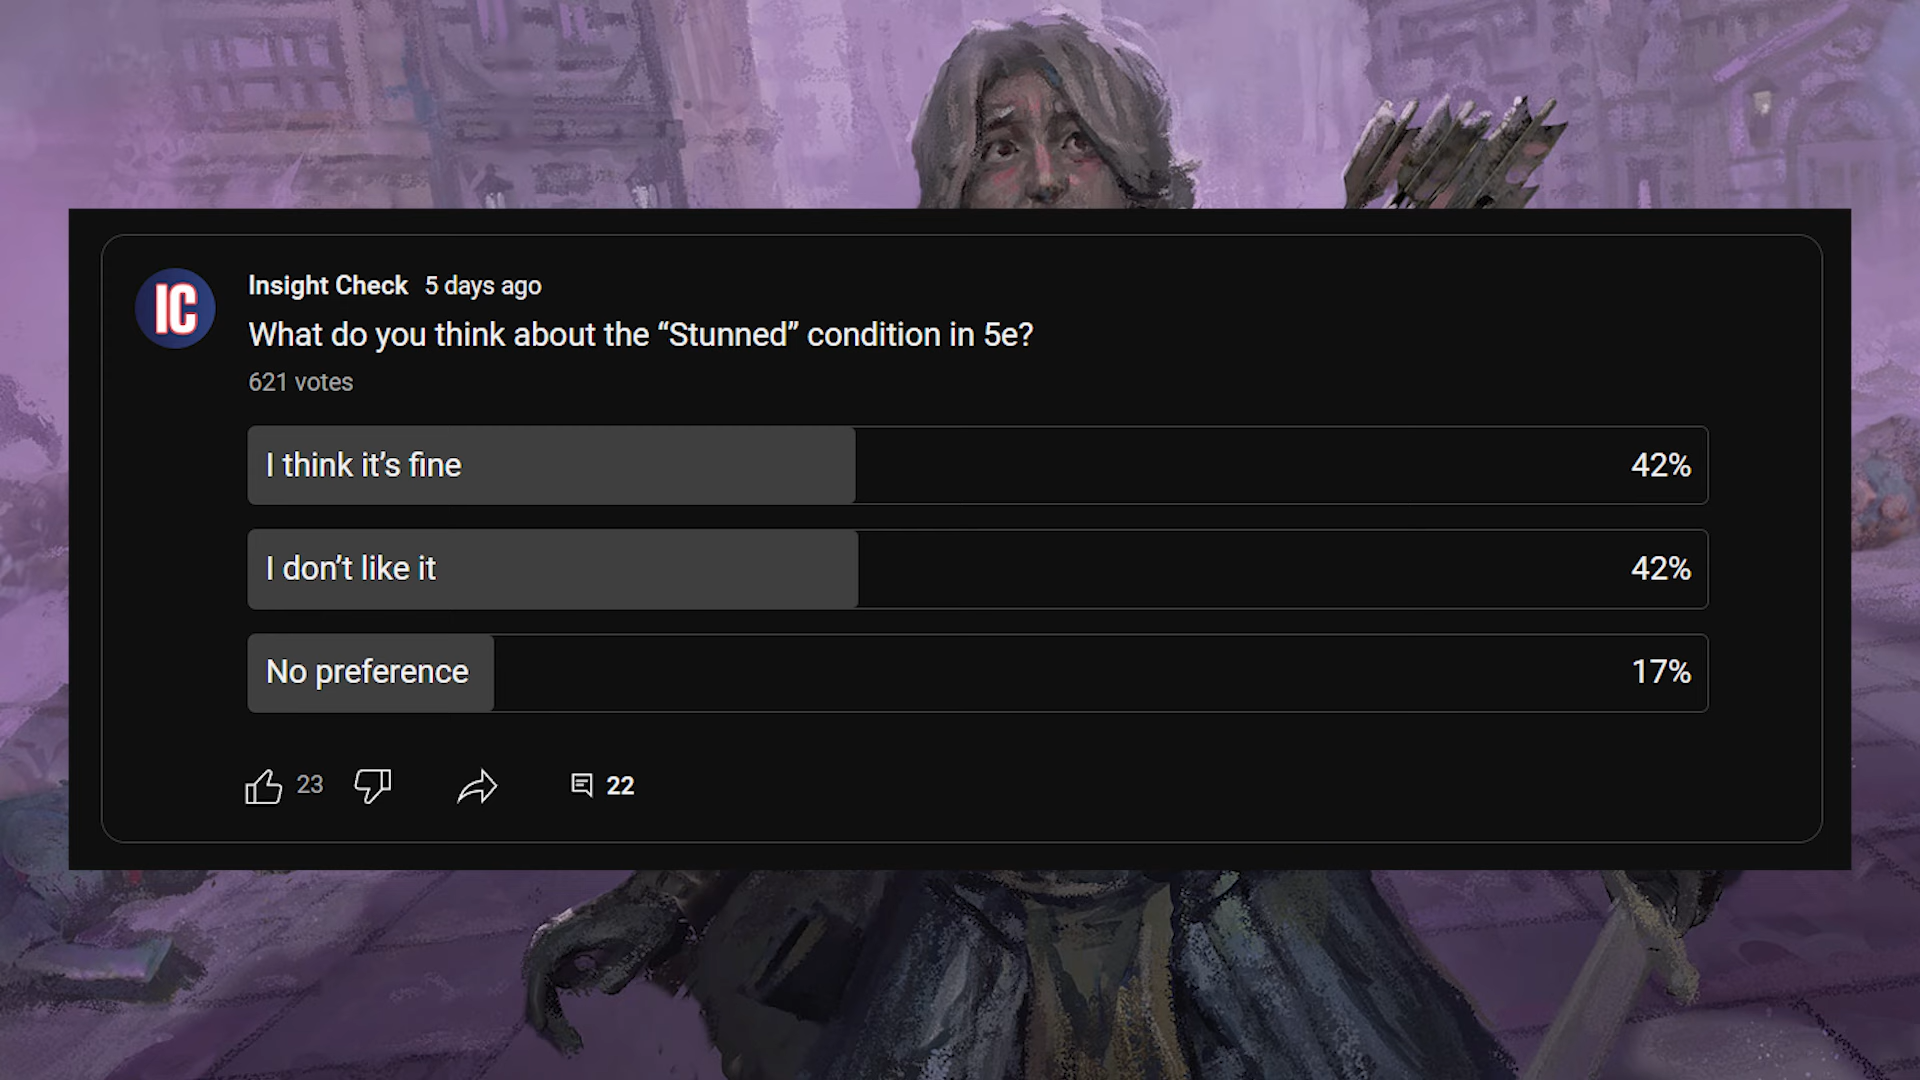 IC
Insight Check 5 days ago
What do you think about the “Stunned” condition in 5e?
621 votes
I think it’s fine 42%
I don’t like it 42%
No preference 17%
23 22